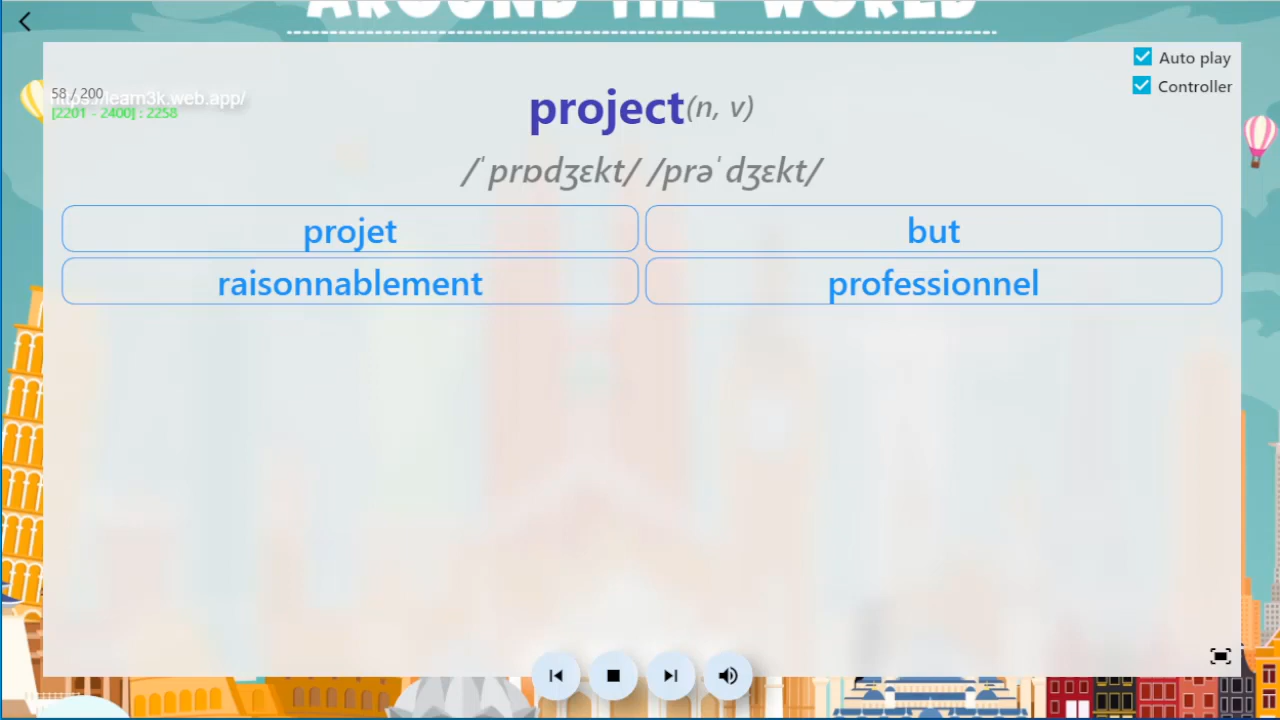 AROUND THE WORLD
Auto play
58 / 200
https://learn3k.web.app/
Controller
[2201 - 2400] : 2258
project(n, v)
/ˈprɒdʒɛkt/ /prəˈdʒɛkt/
projet
but
raisonnablement
professionnel